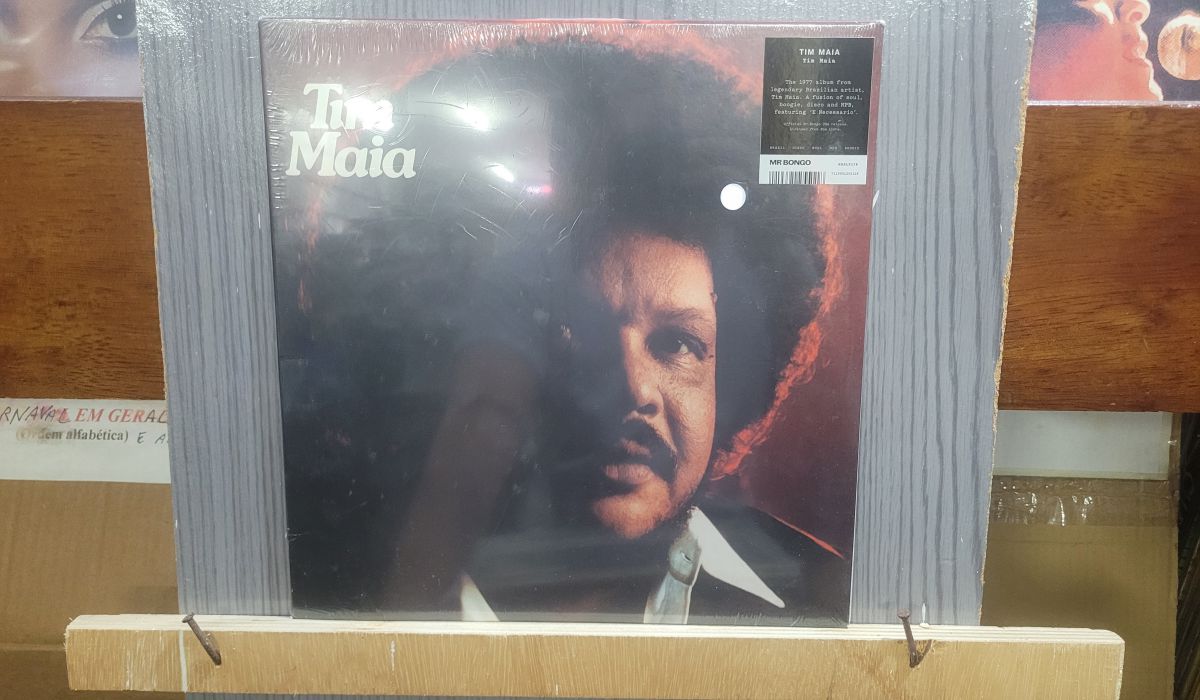 Tim
Maia
TIM MAIA
Tim Maia
The 1977 album from
legendary Brazilian artist,
Tim Maia. A fusion of soul,
boogie, disco and MPB,
featuring 'E Necessario'.
MR BONGO
RNAVAL EM GERAL
(Ordem alfabética) E A